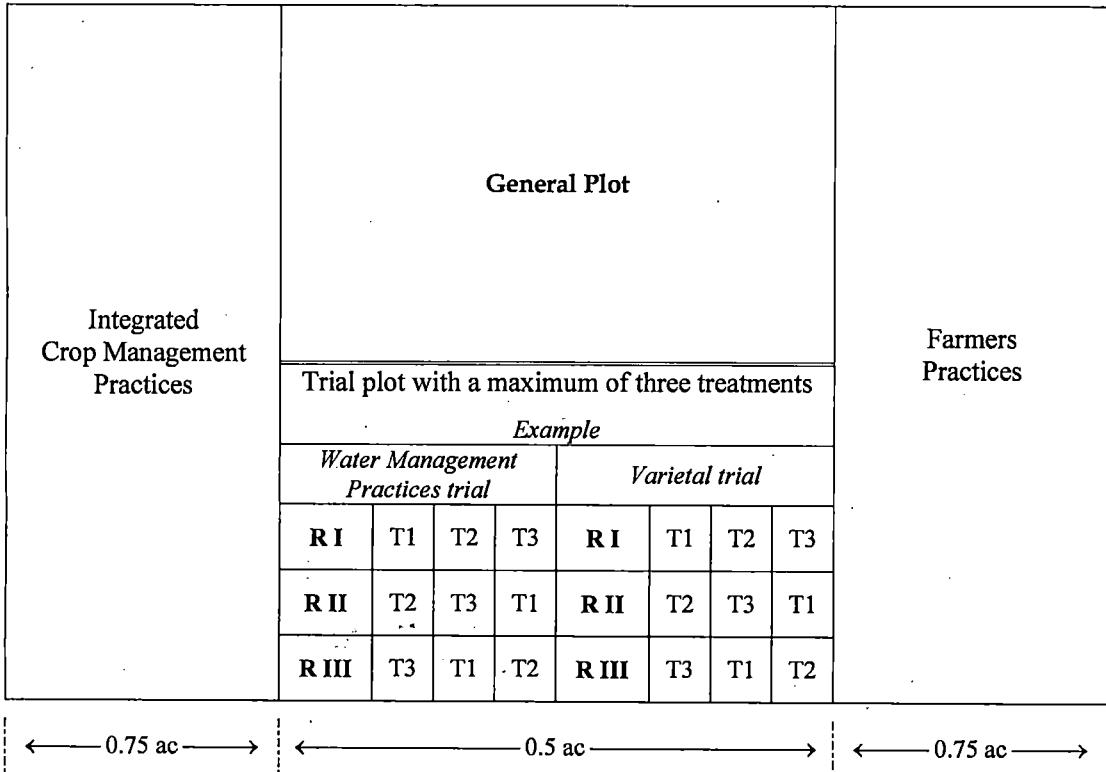 General Plot
Integrated
Crop Management
Practices
Farmers
Practices
Trial plot with a maximum of three treatments
Example
Water Management
Practices trial
Varietal trial
R I T1 T2 T3 R I T1 T2 T3
R II T2 T3 T1 R II T2 T3 T1
R III T3 T1 T2 R III T3 T1 T2
0.75 ac 0.5 ac 0.75 ac